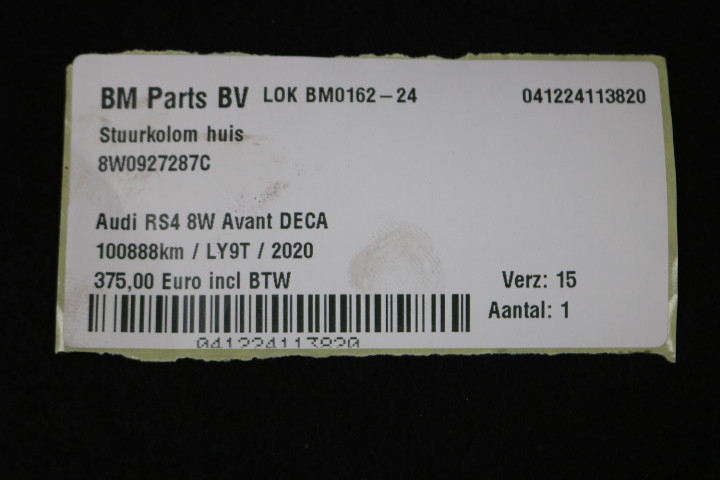 BM Parts BV LOK BM0162-24 041224113820
Stuurkolom huis
8W0927287C
Audi RS4 8W Avant DECA
100888km / LY9T / 2020
375,00 Euro incl BTW Verz: 15
Aantal: 1
041224113820